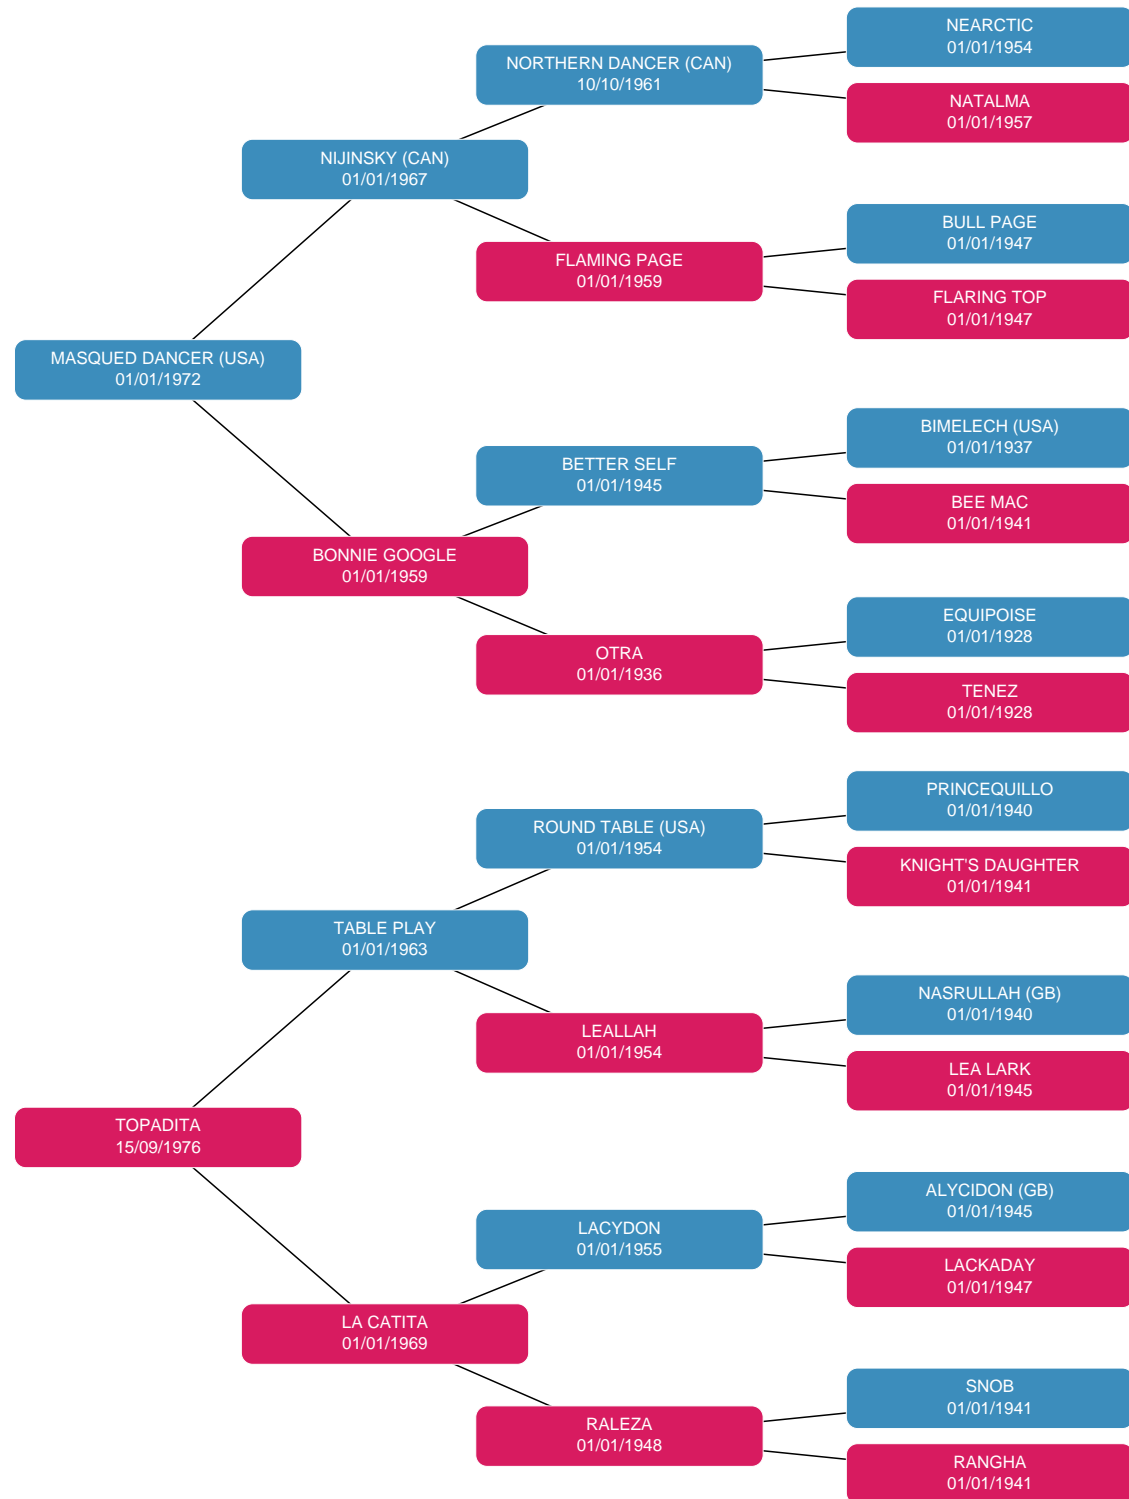 NEARCTIC
01/01/1954
NORTHERN DANCER (CAN)
10/10/1961
NATALMA
01/01/1957
NIJINSKY (CAN)
01/01/1967
BULL PAGE
01/01/1947
FLAMING PAGE
01/01/1959
FLARING TOP
01/01/1947
MASQUED DANCER (USA)
01/01/1972
BIMELECH (USA)
01/01/1937
BETTER SELF
01/01/1945
BEE MAC
01/01/1941
BONNIE GOOGLE
01/01/1959
EQUIPOISE
01/01/1928
OTRA
01/01/1936
TENEZ
01/01/1928
PRINCEQUILLO
01/01/1940
ROUND TABLE (USA)
01/01/1954
KNIGHT'S DAUGHTER
01/01/1941
TABLE PLAY
01/01/1963
NASRULLAH (GB)
01/01/1940
LEALLAH
01/01/1954
LEA LARK
01/01/1945
TOPADITA
15/09/1976
ALYCIDON (GB)
01/01/1945
LACYDON
01/01/1955
LACKADAY
01/01/1947
LA CATITA
01/01/1969
SNOB
01/01/1941
RALEZA
01/01/1948
RANGHA
01/01/1941